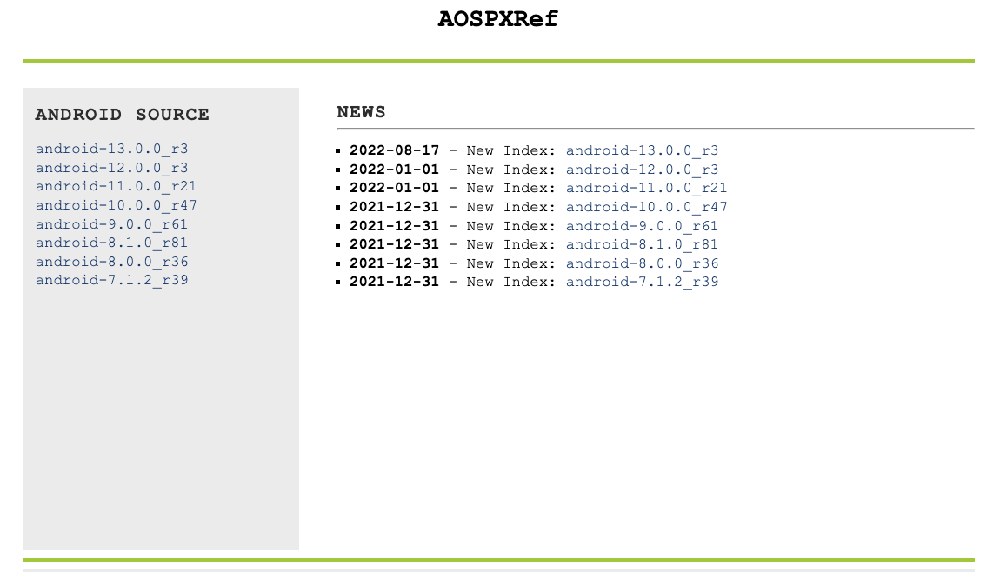 AOSPXRef
ANDROID SOURCE
android-13.0.0_r3
android-12.0.0_r3
android-11.0.0_r21
android-10.0.0_r47
android-9.0.0_r61
android-8.1.0_r81
android-8.0.0_r36
android-7.1.2_r39
NEWS
2022-08-17 - New Index: android-13.0.0_r3
2022-01-01 - New Index: android-12.0.0_r3
2022-01-01 - New Index: android-11.0.0_r21
2021-12-31 - New Index: android-10.0.0_r47
2021-12-31 - New Index: android-9.0.0_r61
2021-12-31 - New Index: android-8.1.0_r81
2021-12-31 - New Index: android-8.0.0_r36
2021-12-31 - New Index: android-7.1.2_r39